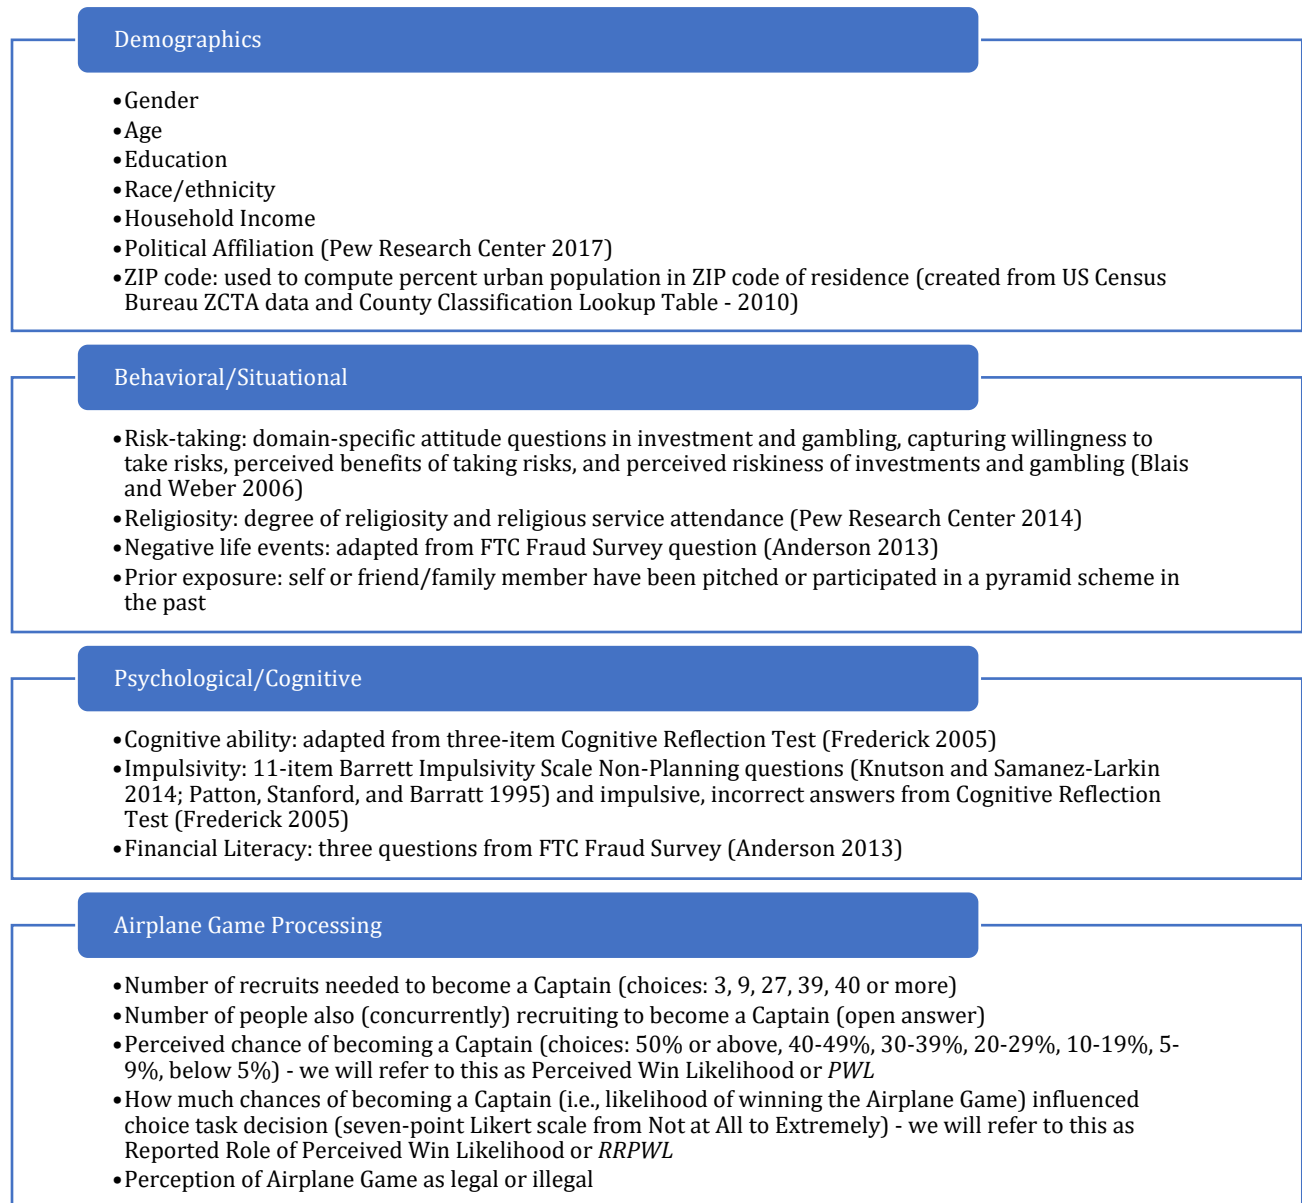 Demographics
•Gender
•Age
•Education
•Race/ethnicity
•Household Income
•Political Affiliation (Pew Research Center 2017)
•ZIP code: used to compute percent urban population in ZIP code of residence (created from US Census
Bureau ZCTA data and County Classification Lookup Table - 2010)
Behavioral/Situational
•Risk-taking: domain-specific attitude questions in investment and gambling, capturing willingness to
take risks, perceived benefits of taking risks, and perceived riskiness of investments and gambling (Blais
and Weber 2006)
•Religiosity: degree of religiosity and religious service attendance (Pew Research Center 2014)
•Negative life events: adapted from FTC Fraud Survey question (Anderson 2013)
•Prior exposure: self or friend/family member have been pitched or participated in a pyramid scheme in
the past
Psychological/Cognitive
•Cognitive ability: adapted from three-item Cognitive Reflection Test (Frederick 2005)
•Impulsivity: 11-item Barrett Impulsivity Scale Non-Planning questions (Knutson and Samanez-Larkin
2014; Patton, Stanford, and Barratt 1995) and impulsive, incorrect answers from Cognitive Reflection
Test (Frederick 2005)
•Financial Literacy: three questions from FTC Fraud Survey (Anderson 2013)
Airplane Game Processing
•Number of recruits needed to become a Captain (choices: 3, 9, 27, 39, 40 or more)
•Number of people also (concurrently) recruiting to become a Captain (open answer)
•Perceived chance of becoming a Captain (choices: 50% or above, 40-49%, 30-39%, 20-29%, 10-19%, 5-
9%, below 5%) - we will refer to this as Perceived Win Likelihood or PWL
•How much chances of becoming a Captain (i.e., likelihood of winning the Airplane Game) influenced
choice task decision (seven-point Likert scale from Not at All to Extremely) - we will refer to this as
Reported Role of Perceived Win Likelihood or RRPWL
•Perception of Airplane Game as legal or illegal